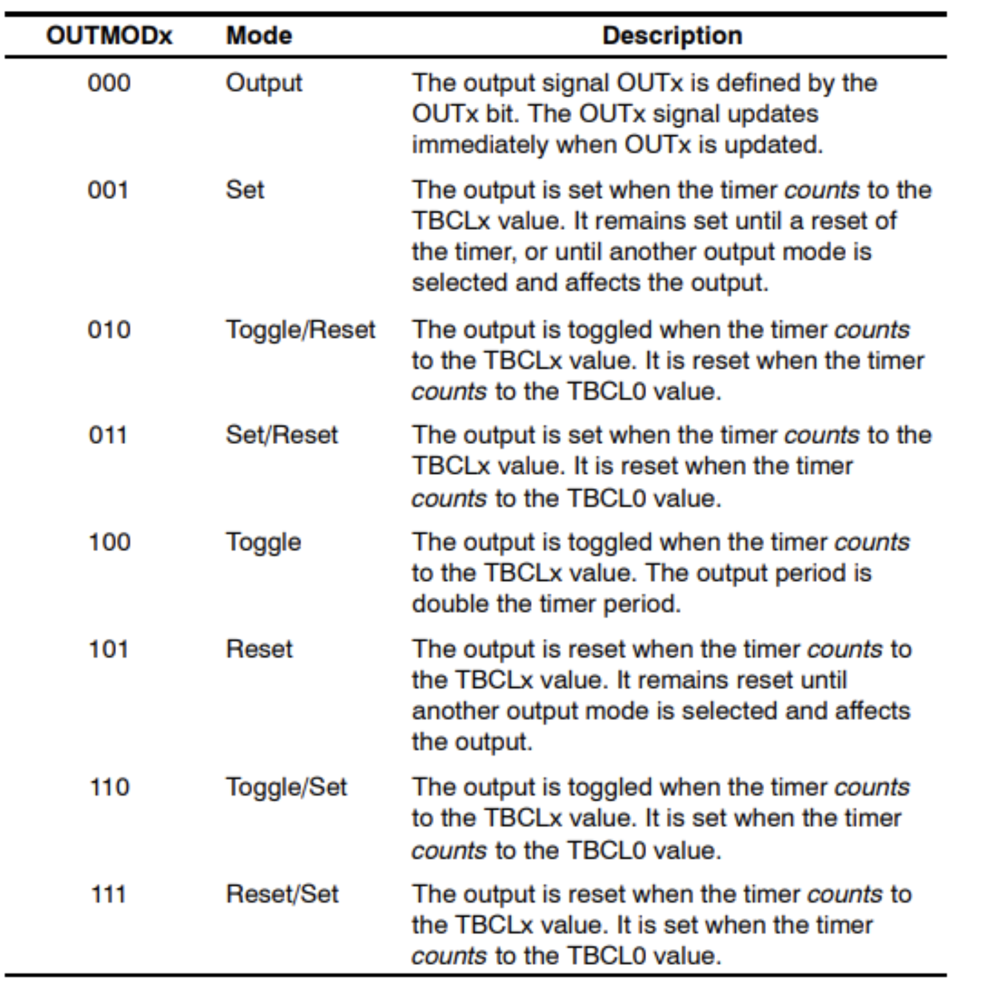 OUTMODx Mode Description
000 Output The output signal OUTx is defined by the
OUTx bit. The OUTx signal updates
immediately when OUTx is updated.
001 Set The output is set when the timer counts to the
TBCLx value. It remains set until a reset of
the timer, or until another output mode is
selected and affects the output.
010 Toggle/Reset The output is toggled when the timer counts
to the TBCLx value. It is reset when the timer
counts to the TBCL0 value.
011 Set/Reset The output is set when the timer counts to the
TBCLx value. It is reset when the timer
counts to the TBCL0 value.
100 Toggle The output is toggled when the timer counts
to the TBCLx value. The output period is
double the timer period.
101 Reset The output is reset when the timer counts to
the TBCLx value. It remains reset until
another output mode is selected and affects
the output.
110 Toggle/Set The output is toggled when the timer counts
to the TBCLx value. It is set when the timer
counts to the TBCL0 value.
111 Reset/Set The output is reset when the timer counts to
the TBCLx value. It is set when the timer
counts to the TBCL0 value.